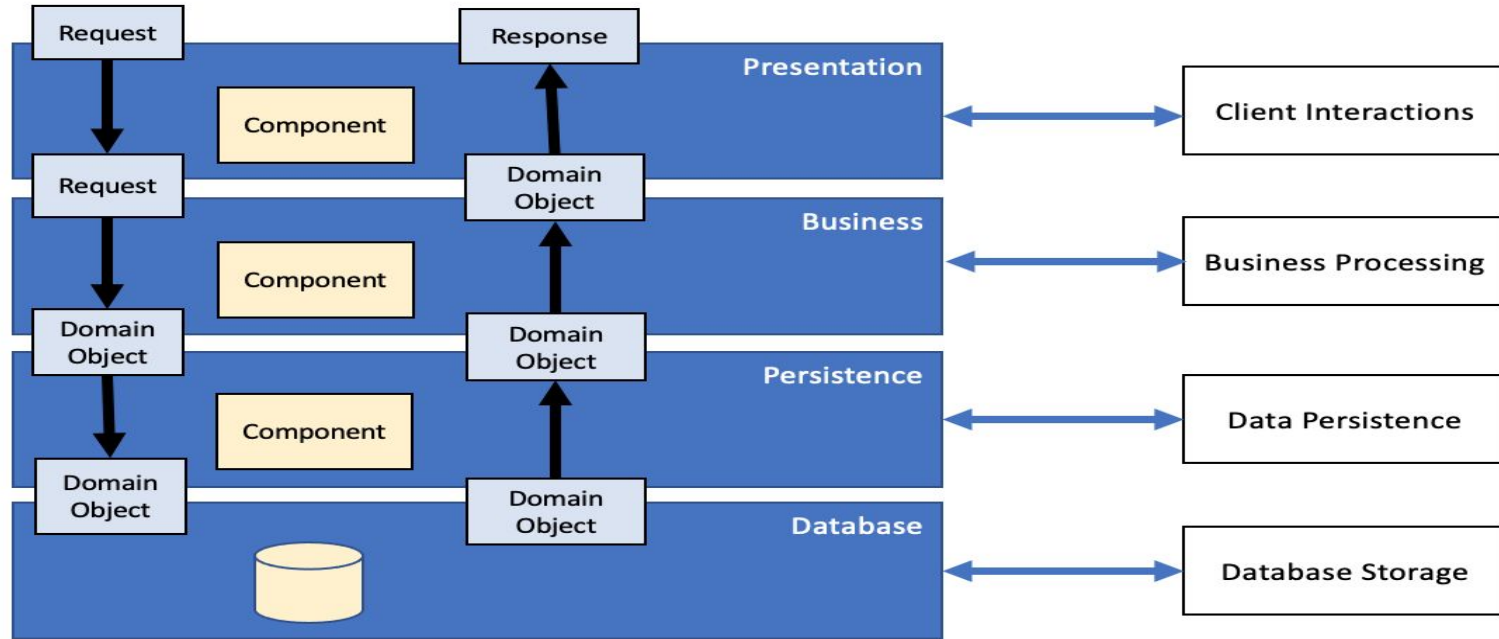 Request
Response
Presentation
Component
Client Interactions
Request
Domain
Object
Business
Component
Business Processing
Domain
Object
Domain
Object
Persistence
Component
Data Persistence
Domain
Object
Domain
Object
Database
Database Storage